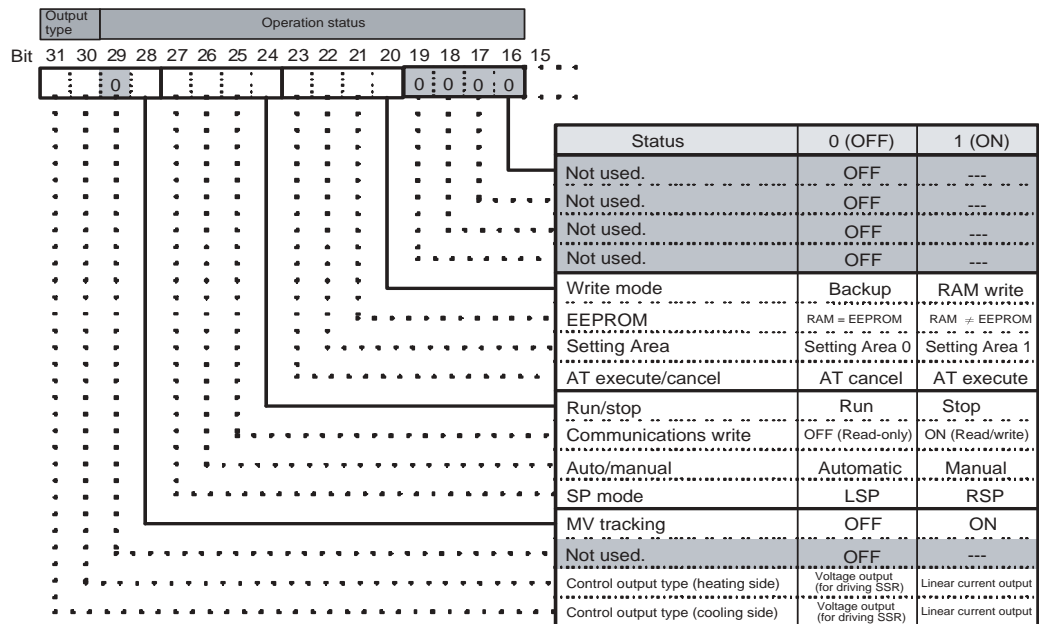 Output type
Operation status
Bit 31 30 29 28 27 26 25 24 23 22 21 20 19 18 17 16 15
0 0 0 0 0
Status 0 (OFF) 1 (ON)
Not used. OFF ---
Not used. OFF ---
Not used. OFF ---
Not used. OFF ---
Write mode Backup RAM write
EEPROM RAM = EEPROM RAM ≠ EEPROM
Setting Area Setting Area 0 Setting Area 1
AT execute/cancel AT cancel AT execute
Run/stop Run Stop
Communications write OFF (Read-only) ON (Read/write)
Auto/manual Automatic Manual
SP mode LSP RSP
MV tracking OFF ON
Not used. OFF ---
Control output type (heating side) Voltage output (for driving SSR) Linear current output
Control output type (cooling side) Voltage output (for driving SSR) Linear current output